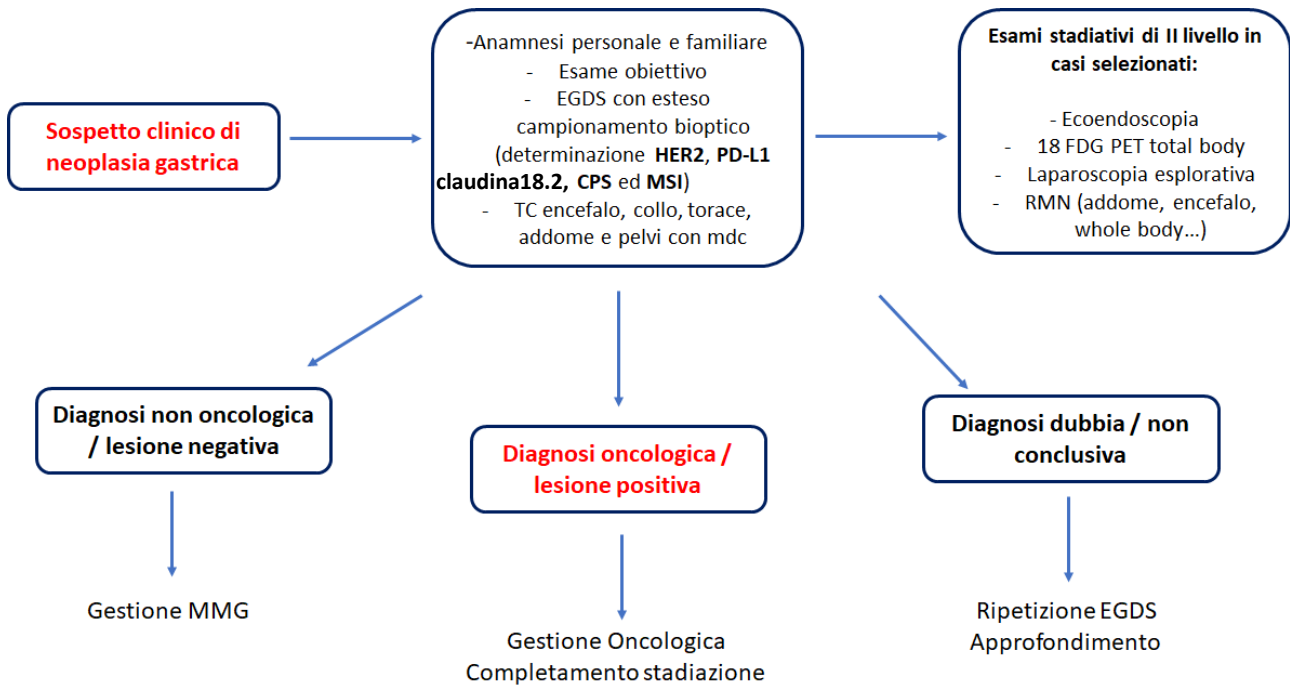 Sospetto clinico di
neoplasia gastrica
-Anamnesi personale e familiare
- Esame obiettivo
- EGDS con esteso
campionamento bioptico
(determinazione HER2, PD-L1
claudina18.2, CPS ed MSI)
- TC encefalo, collo, torace,
addome e pelvi con mdc
Esami stadiativi di II livello in
casi selezionati:
- Ecoendoscopia
- 18 FDG PET total body
- Laparoscopia esplorativa
- RMN (addome, encefalo,
whole body...)
Diagnosi non oncologica
/ lesione negativa
Diagnosi oncologica /
lesione positiva
Diagnosi dubbia / non
conclusiva
Gestione MMG
Gestione Oncologica
Completamento stadiazione
Ripetizione EGDS
Approfondimento